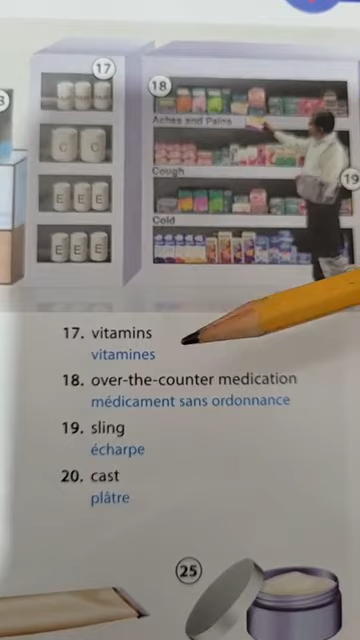 17
18
Aches and Pains
Cough
C C
19
E E E
Cold
E E E
17. vitamins
vitamines
18. over-the-counter medication
médicament sans ordonnance
19. sling
écharpe
20. cast
plâtre
25